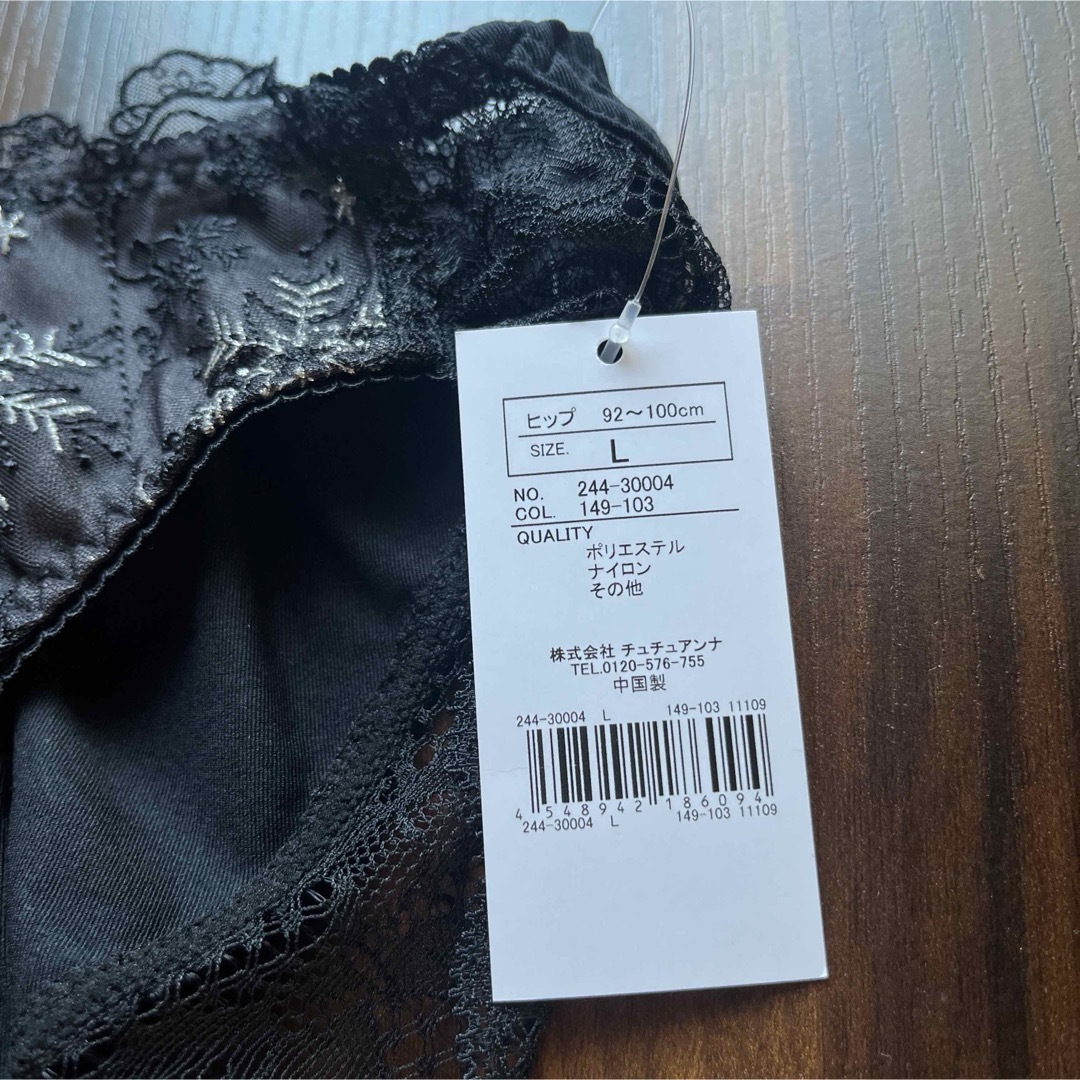 ヒップ 92～100cm
SIZE. L
NO. 244-30004
COL. 149-103
QUALITY
ポリエステル
ナイロン
その他
株式会社 チュチュアンナ
TEL.0120-576-755
中国製
244-30004 L 149-103 11109
4 548942 186094
244-30004 L 149-103 11109